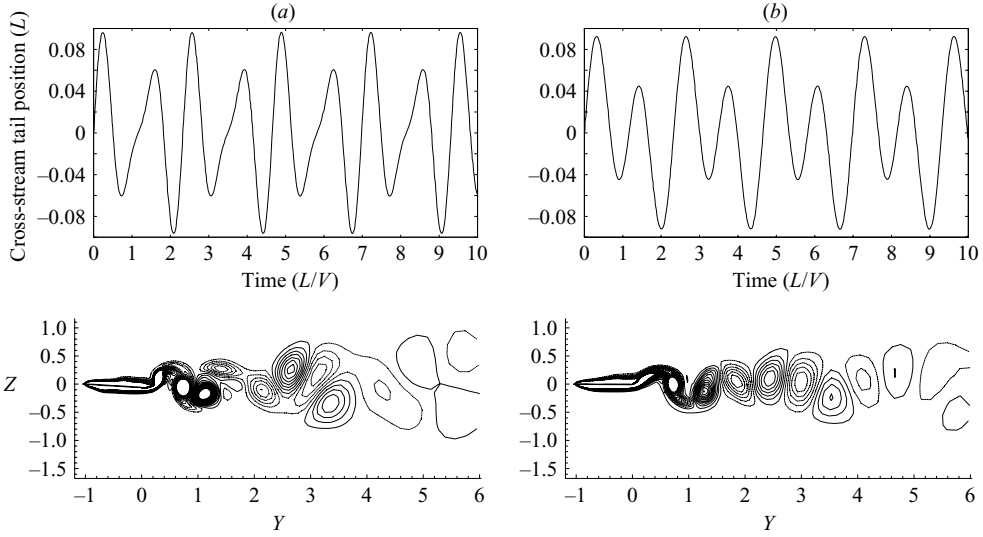 (a)
(b)
Cross-stream tail position (L)
0.08
0.04
0
–0.04
–0.08
0.08
0.04
0
–0.04
–0.08
0 1 2 3 4 5 6 7 8 9 10
0 1 2 3 4 5 6 7 8 9 10
Time (L/V)
Time (L/V)
Z
1.0
0.5
0
–0.5
–1.0
–1.5
1.0
0.5
0
–0.5
–1.0
–1.5
–1 0 1 2 3 4 5 6
–1 0 1 2 3 4 5 6
Y
Y